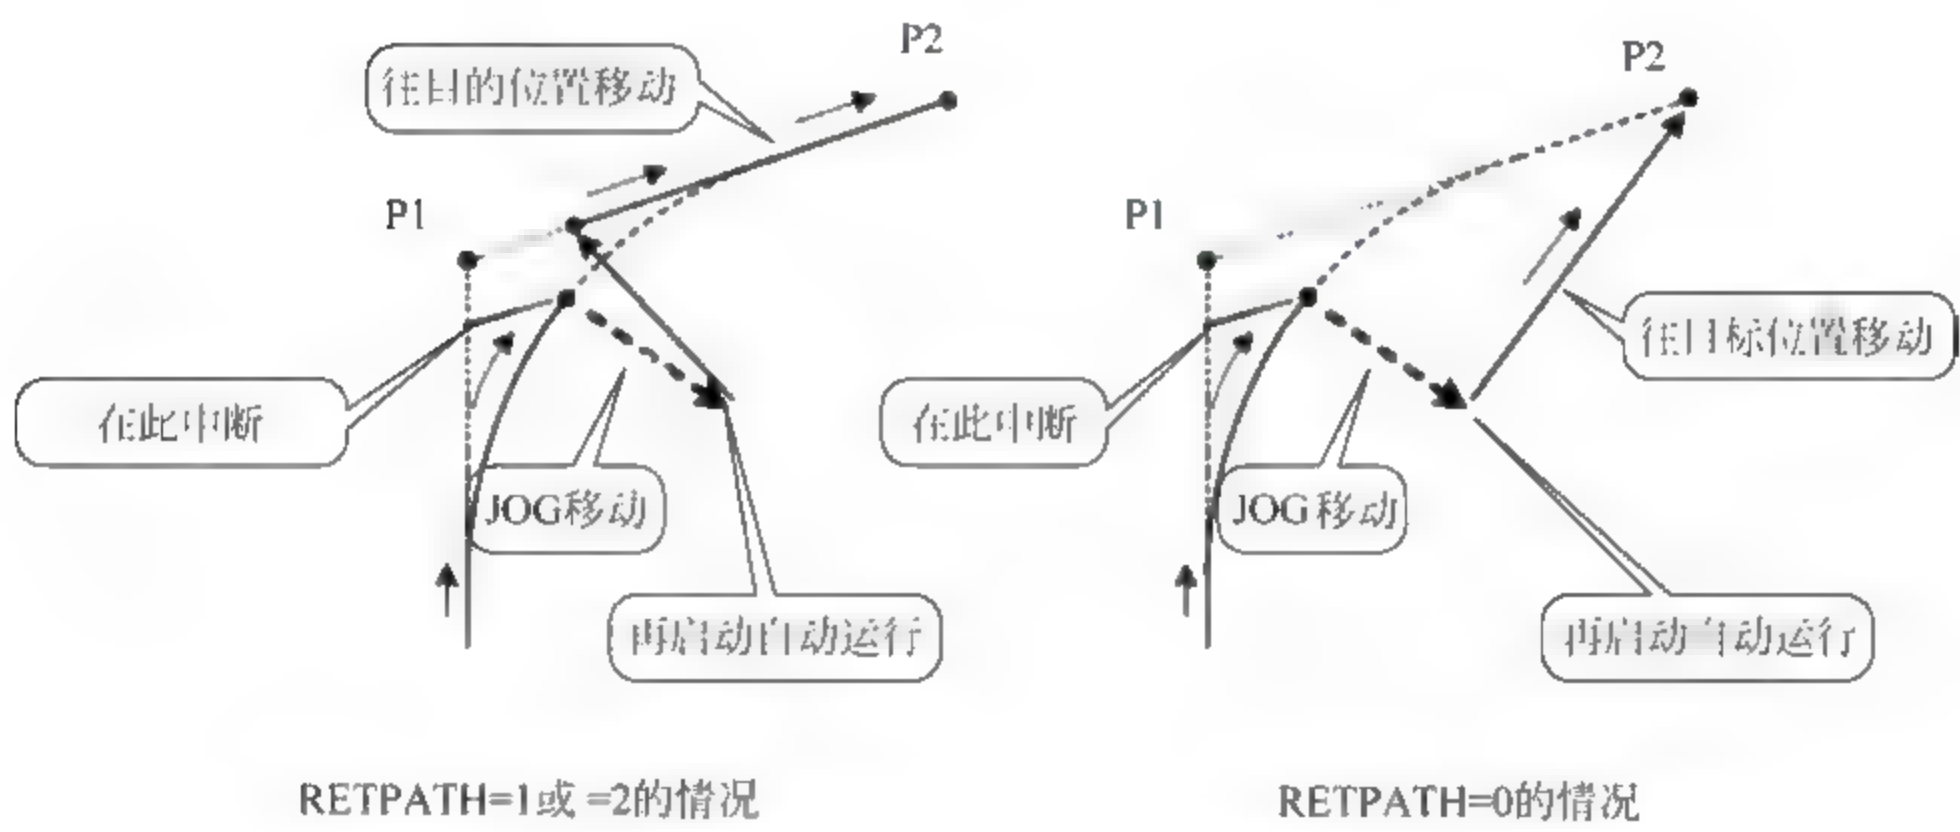 P2
往目的位置移动
P1
在此中断
JOG移动
再启动自动运行
RETPATH=1或 =2的情况
P2
P1
往目标位置移动
在此中断
JOG移动
再启动自动运行
RETPATH=0的情况